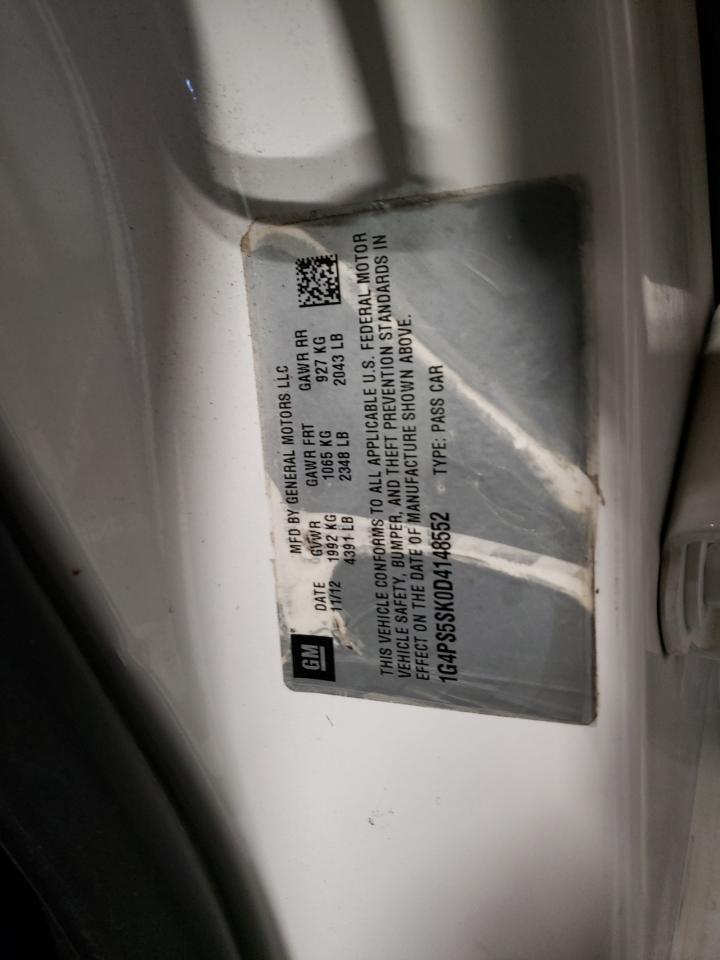 GM
MFD BY GENERAL MOTORS LLC
DATE GVWR GAWR FRT GAWR RR
11/12 1992 KG 1065 KG 927 KG
4391 LB 2348 LB 2043 LB
THIS VEHICLE CONFORMS TO ALL APPLICABLE U.S. FEDERAL MOTOR
VEHICLE SAFETY, BUMPER, AND THEFT PREVENTION STANDARDS IN
EFFECT ON THE DATE OF MANUFACTURE SHOWN ABOVE.
1G4PS5SK0D4148552 TYPE: PASS CAR